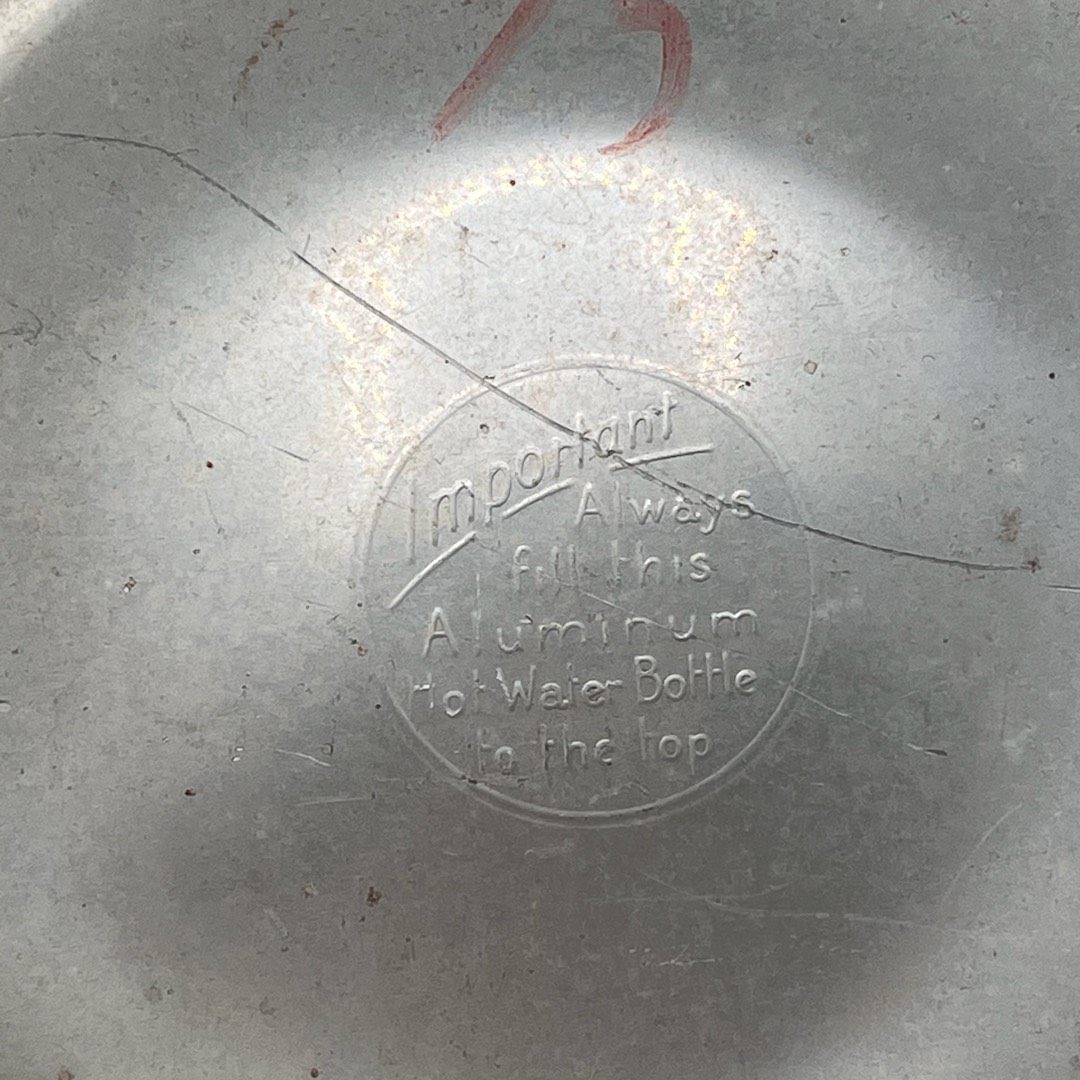 Important
Always
fill this
Aluminum
Hot Water Bottle
to the top